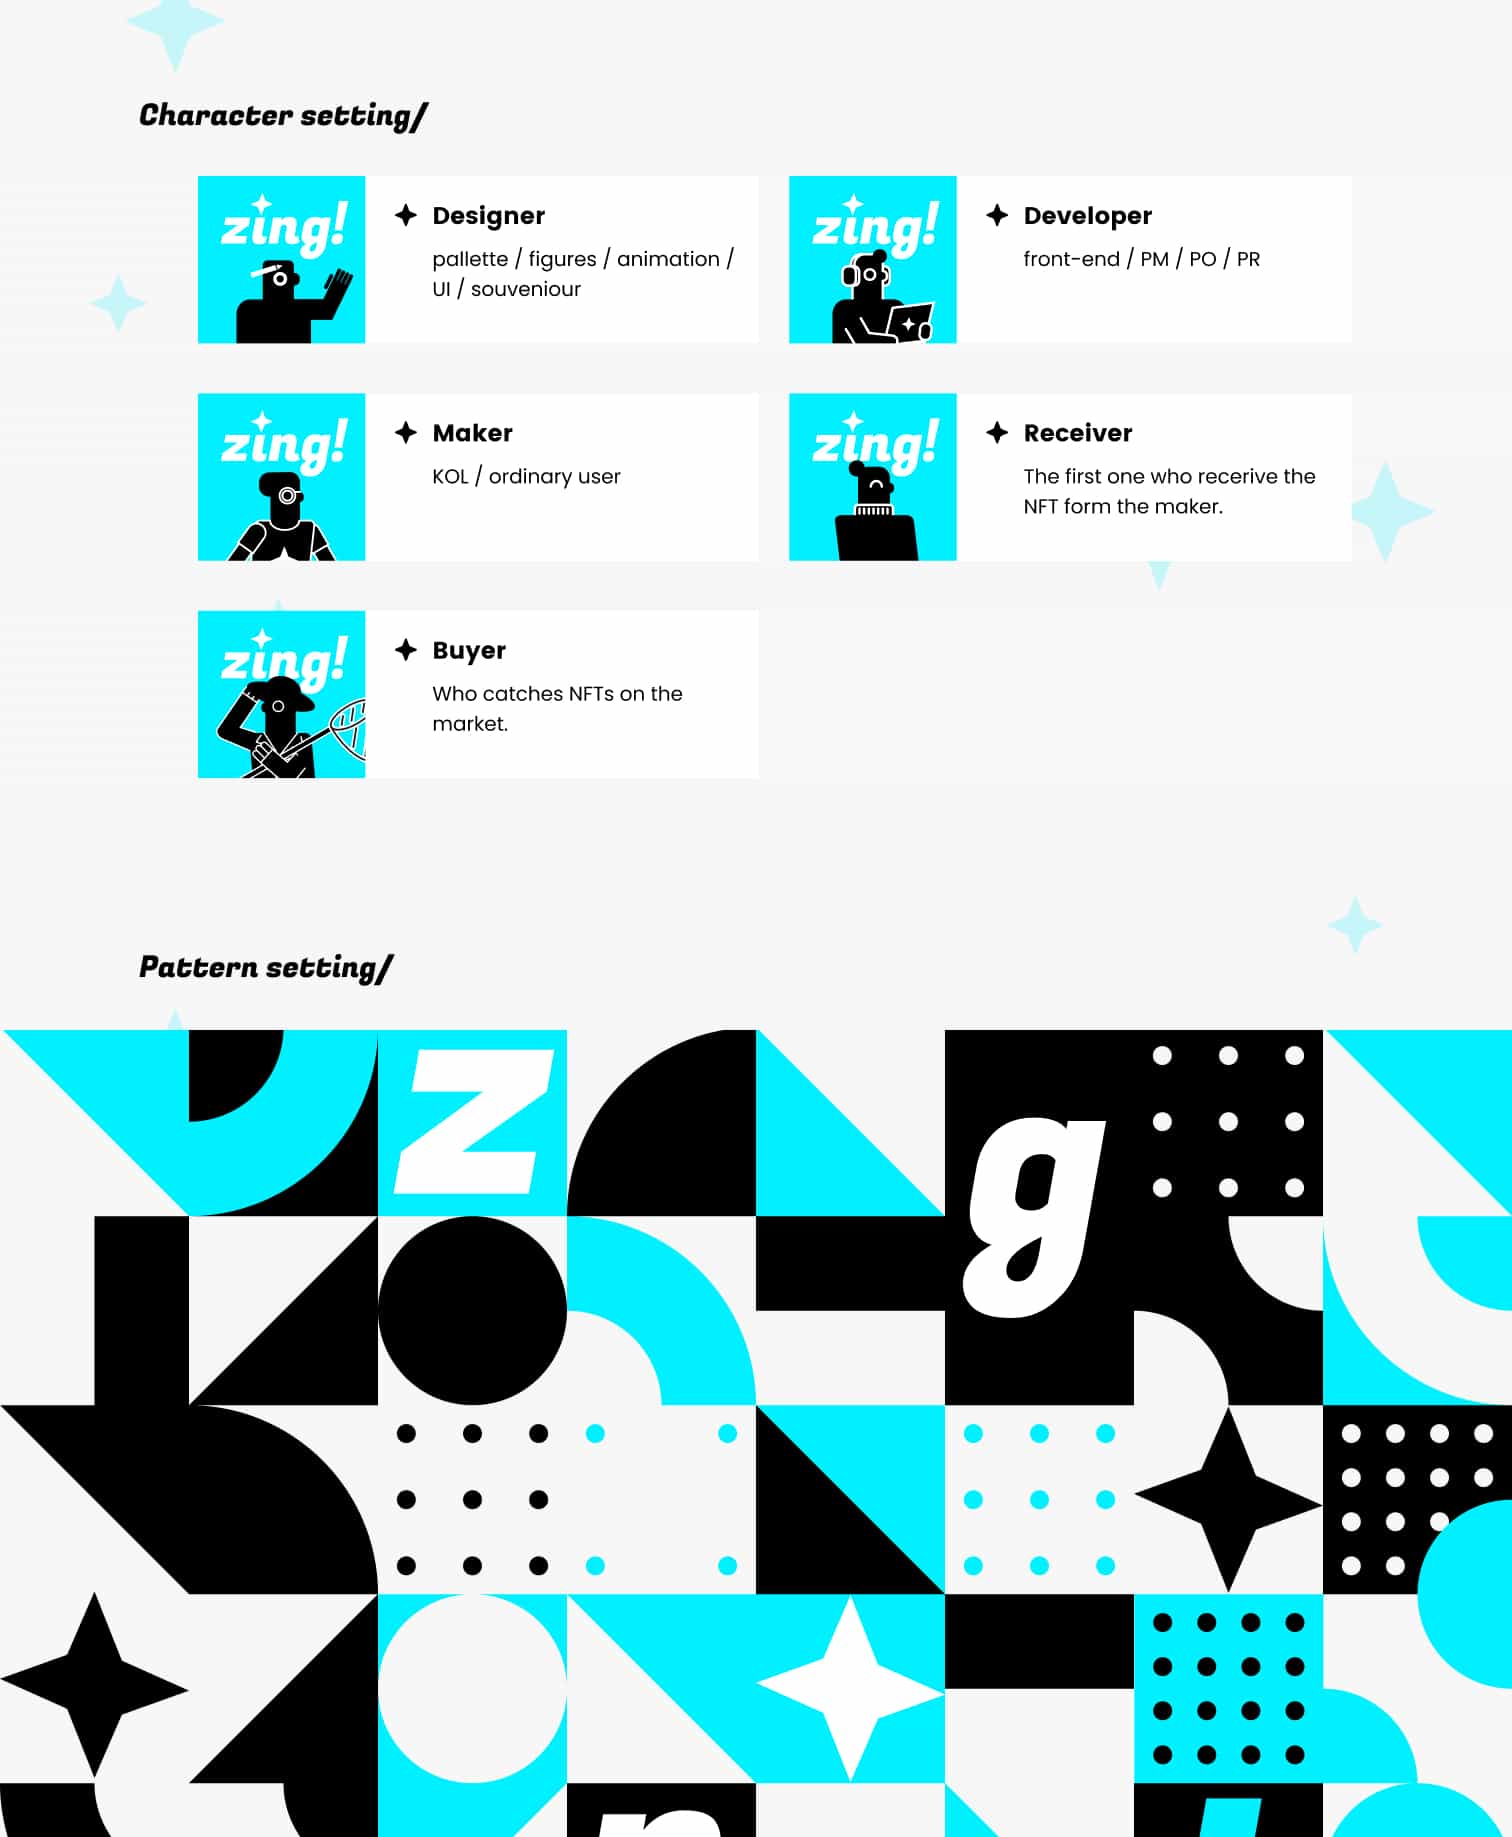 Character setting/
zing!
Designer
pallette / figures / animation /
UI / souveniour
zing!
Developer
front-end / PM / PO / PR
zing!
Maker
KOL / ordinary user
zing!
Receiver
The first one who recerive the
NFT form the maker.
zing!
Buyer
Who catches NFTs on the
market.
Pattern setting/
z
g
n